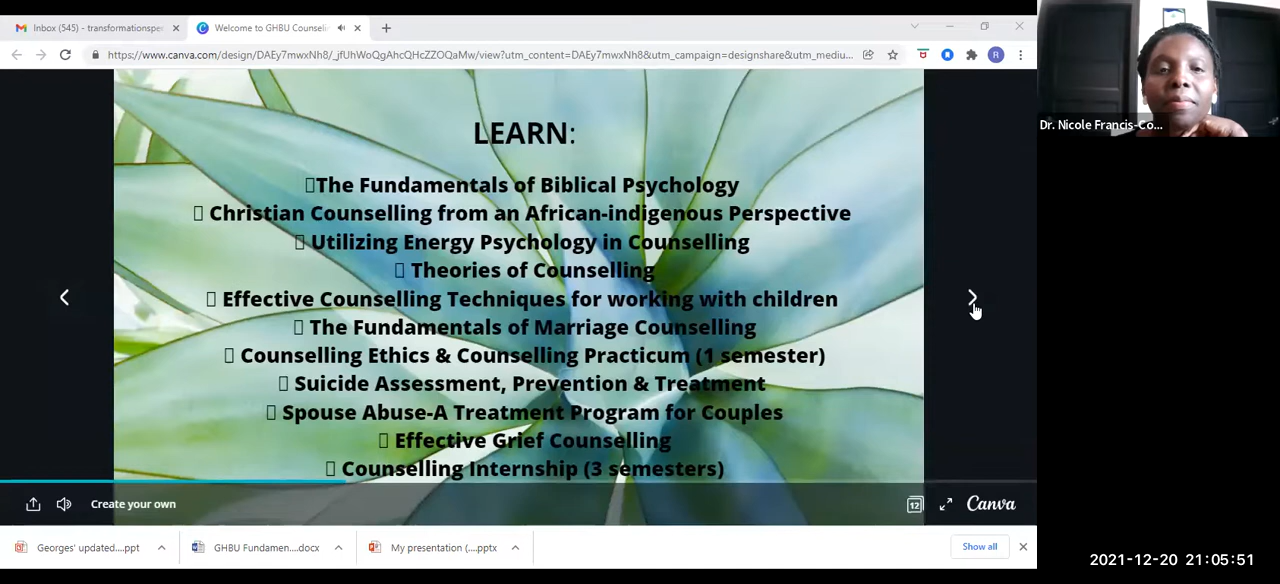 Inbox (545) - transformationspe
Welcome to GHBU Counselin
https://www.canva.com/design/DAEy7mwxNh8/_jfUhWoQgAhcQHcZZOQaMw/view?utm_content=DAEy7mwxNh8&utm_campaign=designshare&utm_mediu...
R
Dr. Nicole Francis-Co...
LEARN:
The Fundamentals of Biblical Psychology
Christian Counselling from an African-indigenous Perspective
Utilizing Energy Psychology in Counselling
Theories of Counselling
Effective Counselling Techniques for working with children
The Fundamentals of Marriage Counselling
Counselling Ethics & Counselling Practicum (1 semester)
Suicide Assessment, Prevention & Treatment
Spouse Abuse-A Treatment Program for Couples
Effective Grief Counselling
Counselling Internship (3 semesters)
Create your own
12
Canva
Georges' updated....ppt
GHBU Fundamen....docx
My presentation (....pptx
Show all
2021-12-20 21:05:51